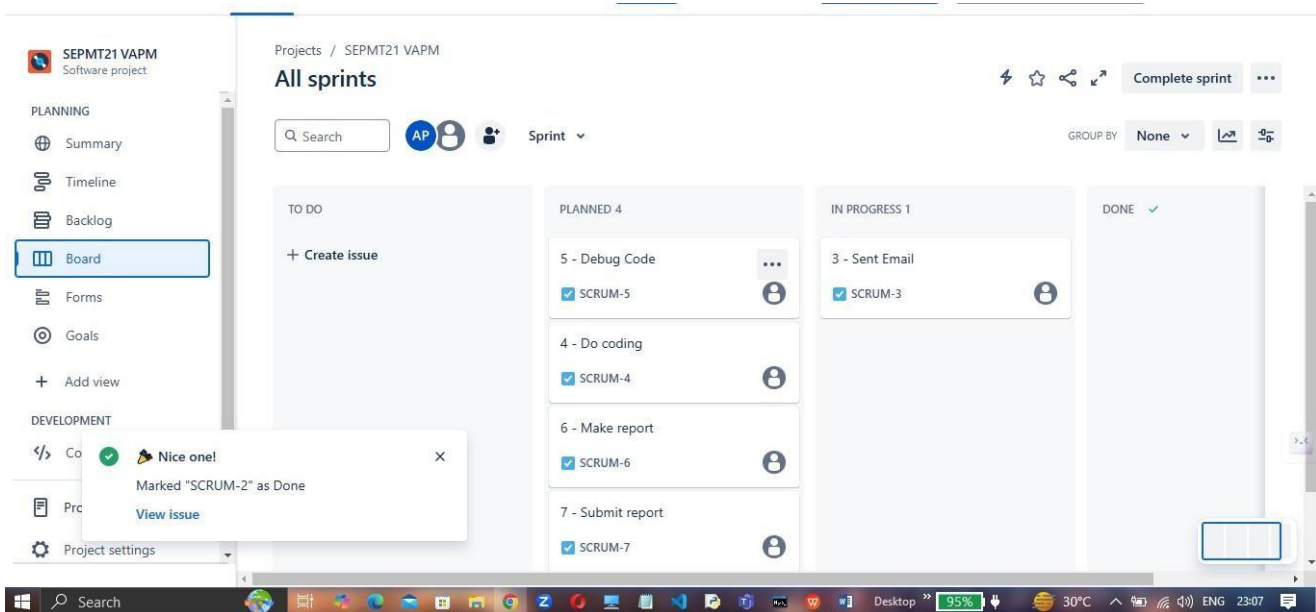 SEPMT21 VAPM
Software project
PLANNING
Summary
Timeline
Backlog
Board
Forms
Goals
+ Add view
DEVELOPMENT
</> Co
Pro
Project settings
Projects / SEPMT21 VAPM
All sprints
Complete sprint
Search
AP
Sprint
GROUP BY None
TO DO
+ Create issue
PLANNED 4
5 - Debug Code
SCRUM-5
4 - Do coding
SCRUM-4
6 - Make report
SCRUM-6
7 - Submit report
SCRUM-7
IN PROGRESS 1
3 - Sent Email
SCRUM-3
DONE
Nice one!
Marked "SCRUM-2" as Done
View issue
Search Desktop 95% 30°C ENG 23:07